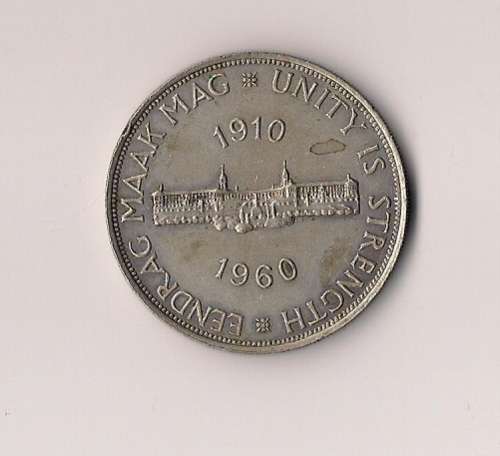 EENDRAG MAAK MAG
UNITY IS STRENGTH
1910
1960